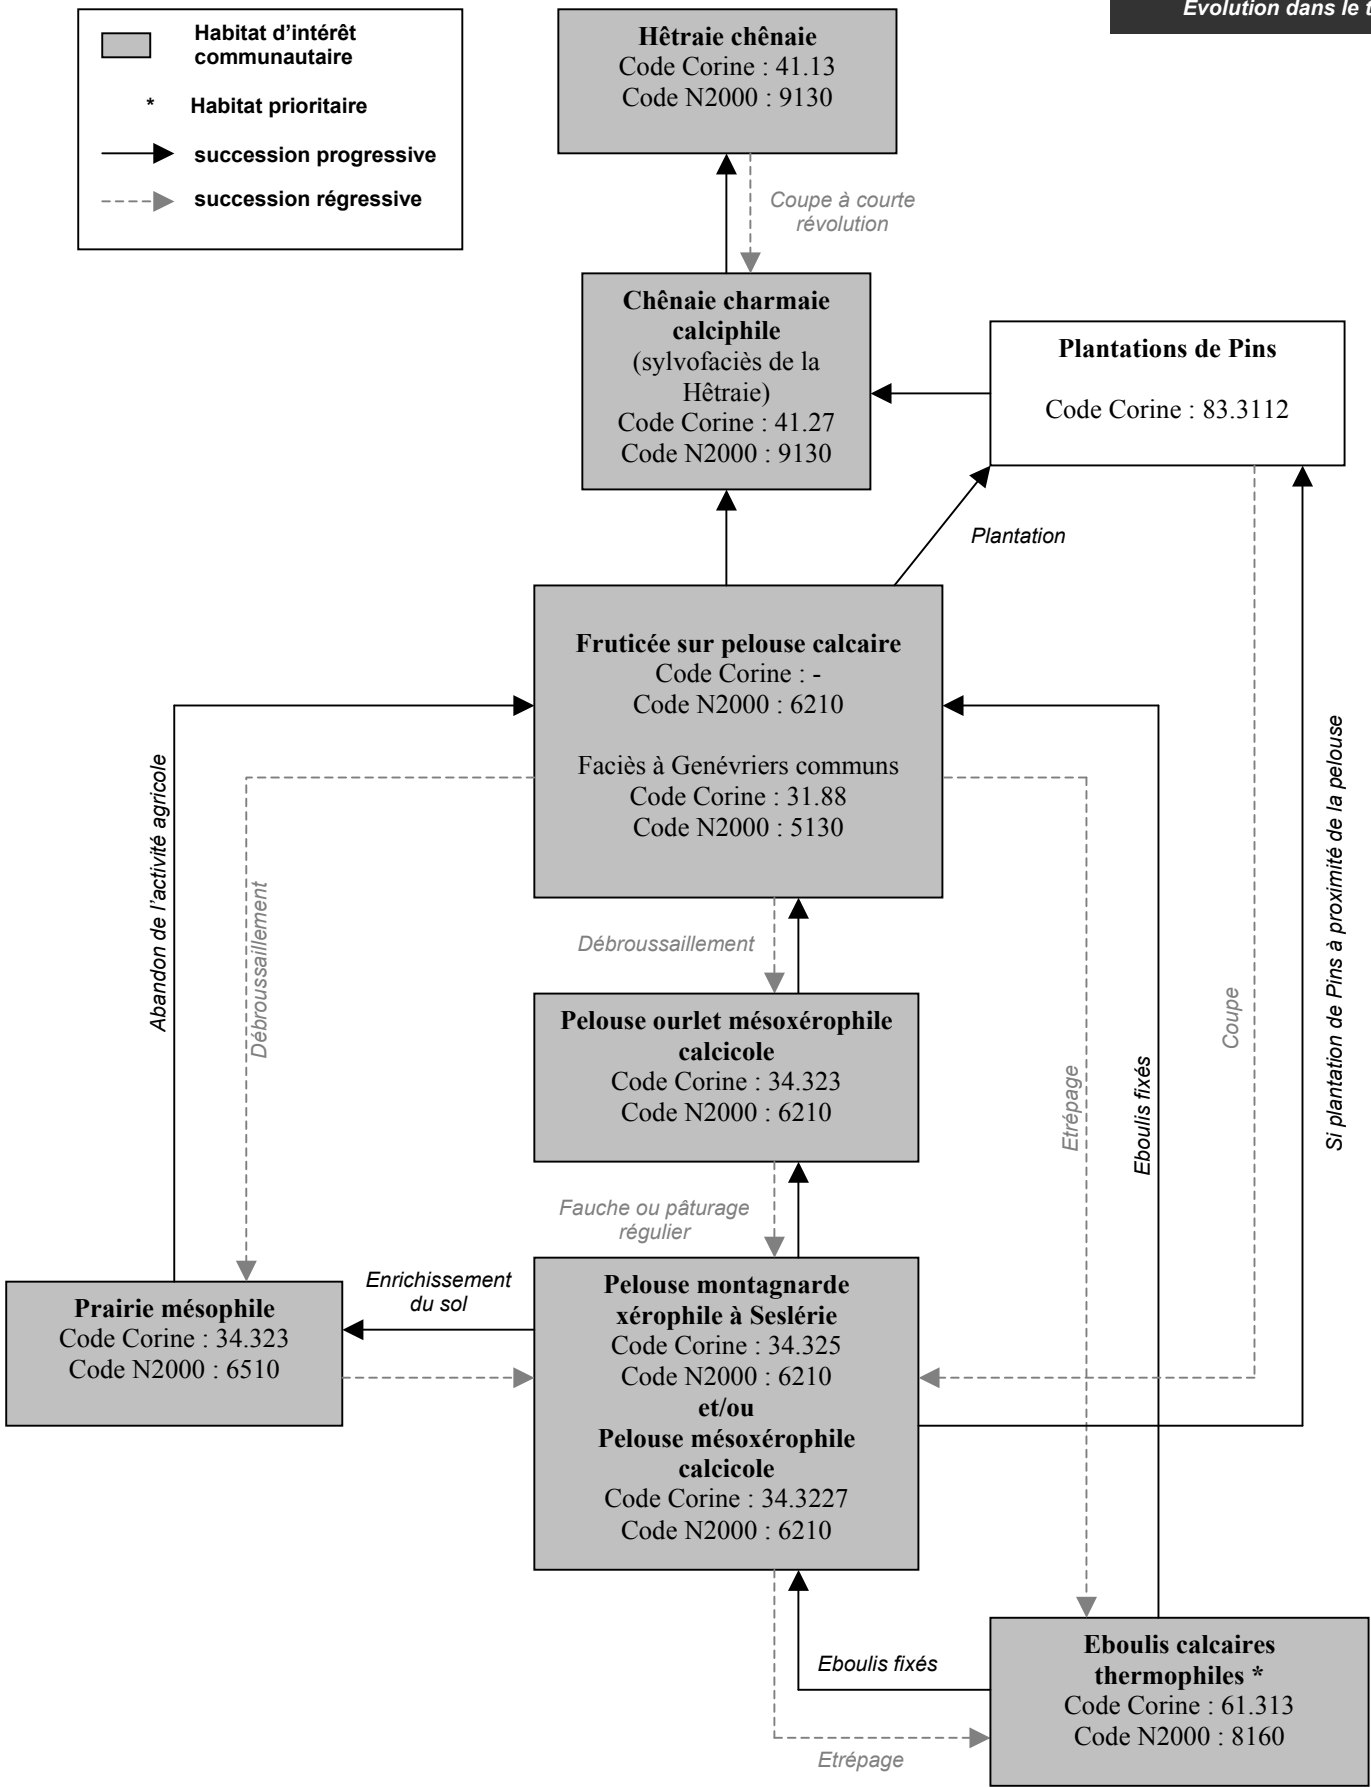 Evolution dans le t
Habitat d’intérêt
communautaire
* Habitat prioritaire
succession progressive
succession régressive
Hêtraie chênaie
Code Corine : 41.13
Code N2000 : 9130
Coupe à courte
révolution
Chênaie charmaie
calciphile
(sylvofaciès de la
Hêtraie)
Code Corine : 41.27
Code N2000 : 9130
Plantations de Pins
Code Corine : 83.3112
Plantation
Fruticée sur pelouse calcaire
Code Corine : -
Code N2000 : 6210
Faciès à Genévriers communs
Code Corine : 31.88
Code N2000 : 5130
Abandon de l’activité agricole
Débroussaillement
Débroussaillement
Pelouse ourlet mésoxérophile
calcicole
Code Corine : 34.323
Code N2000 : 6210
Etrépage
Eboulis fixés
Coupe
Si plantation de Pins à proximité de la pelouse
Fauche ou pâturage
régulier
Prairie mésophile
Code Corine : 34.323
Code N2000 : 6510
Enrichissement
du sol
Pelouse montagnarde
xérophile à Seslérie
Code Corine : 34.325
Code N2000 : 6210
et/ou
Pelouse mésoxérophile
calcicole
Code Corine : 34.3227
Code N2000 : 6210
Eboulis fixés
Etrépage
Eboulis calcaires
thermophiles *
Code Corine : 61.313
Code N2000 : 8160